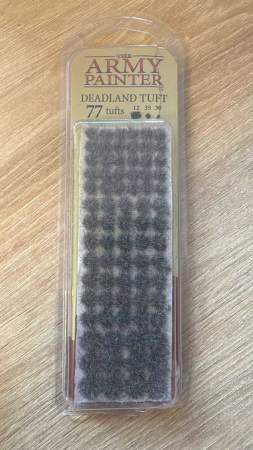 THE
ARMY
PAINTER
DEADLAND TUFT
77 tufts 12 35 30